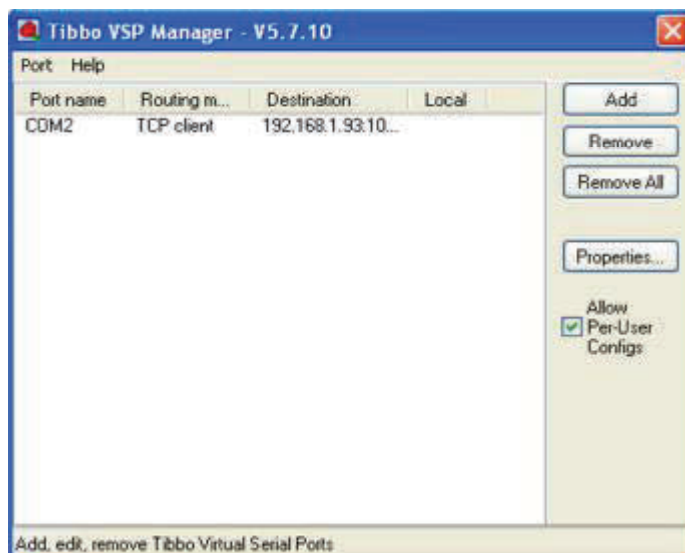 Tibbo VSP Manager - V5.7.10
Port Help
Port name Routing m... Destination Local
COM2 TCP client 192.168.1.93:10...
Add
Remove
Remove All
Properties...
Allow
Per-User
Configs
Add, edit, remove Tibbo Virtual Serial Ports